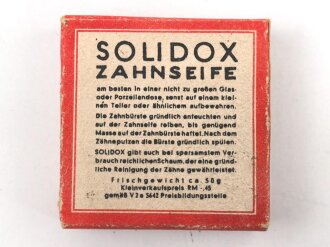 SOLIDOX
ZAHNSEIFE
am besten in einer nicht zu großen Glas-
oder Porzellandose, sonst auf einem klei-
nen Teller oder Ähnlichem aufbewahren.
Die Zahnbürste gründlich anfeuchten und
auf der Zahnseife reiben, bis genügend
Masse auf der Zahnbürste haftet. Nach dem
Zähneputzen die Bürste gründlich spülen.
SOLIDOX gibt auch bei sparsamstem Ver-
brauch reichlichen Schaum, der eine gründ-
liche Reinigung der Zähne gewährleistet.
Frischgewicht ca. 50g
Kleinverkaufspreis RM -.45
gemäß V 2a 5642 Preisbildungsstelle